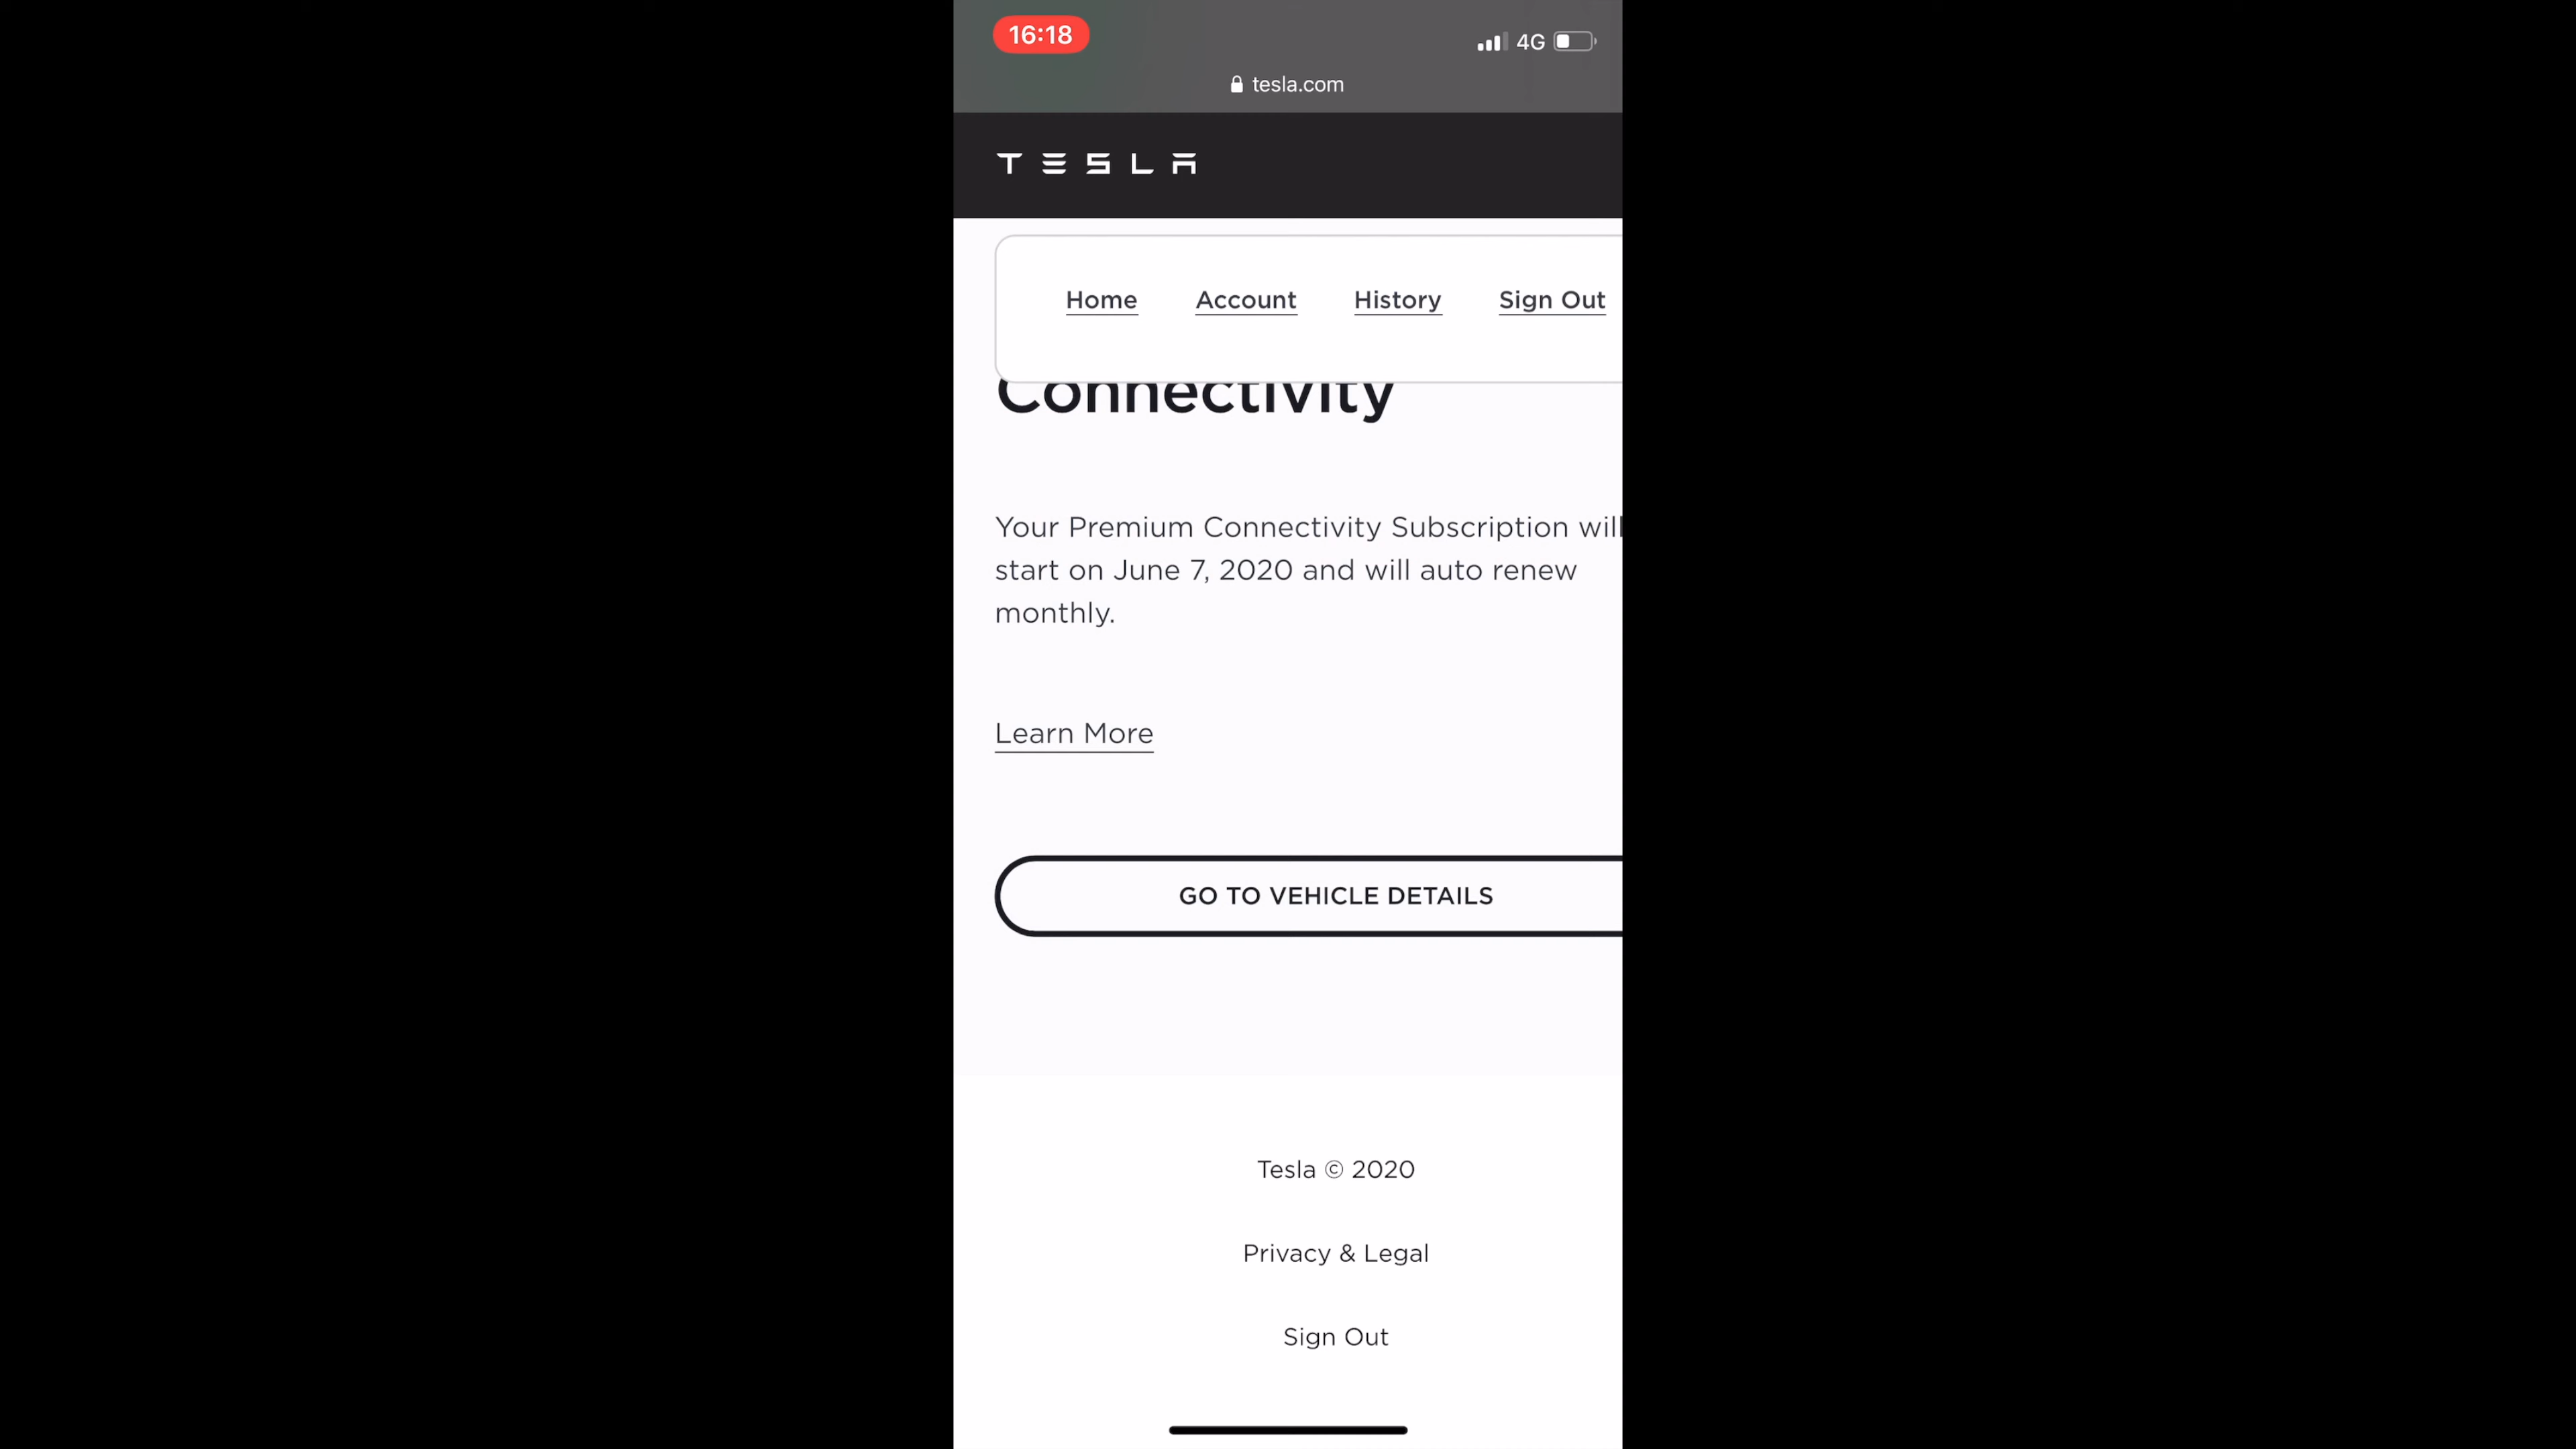 16:18
4G
tesla.com
TESLA
Home Account History Sign Out
Connectivity
Your Premium Connectivity Subscription will
start on June 7, 2020 and will auto renew
monthly.
Learn More
GO TO VEHICLE DETAILS
Tesla © 2020
Privacy & Legal
Sign Out